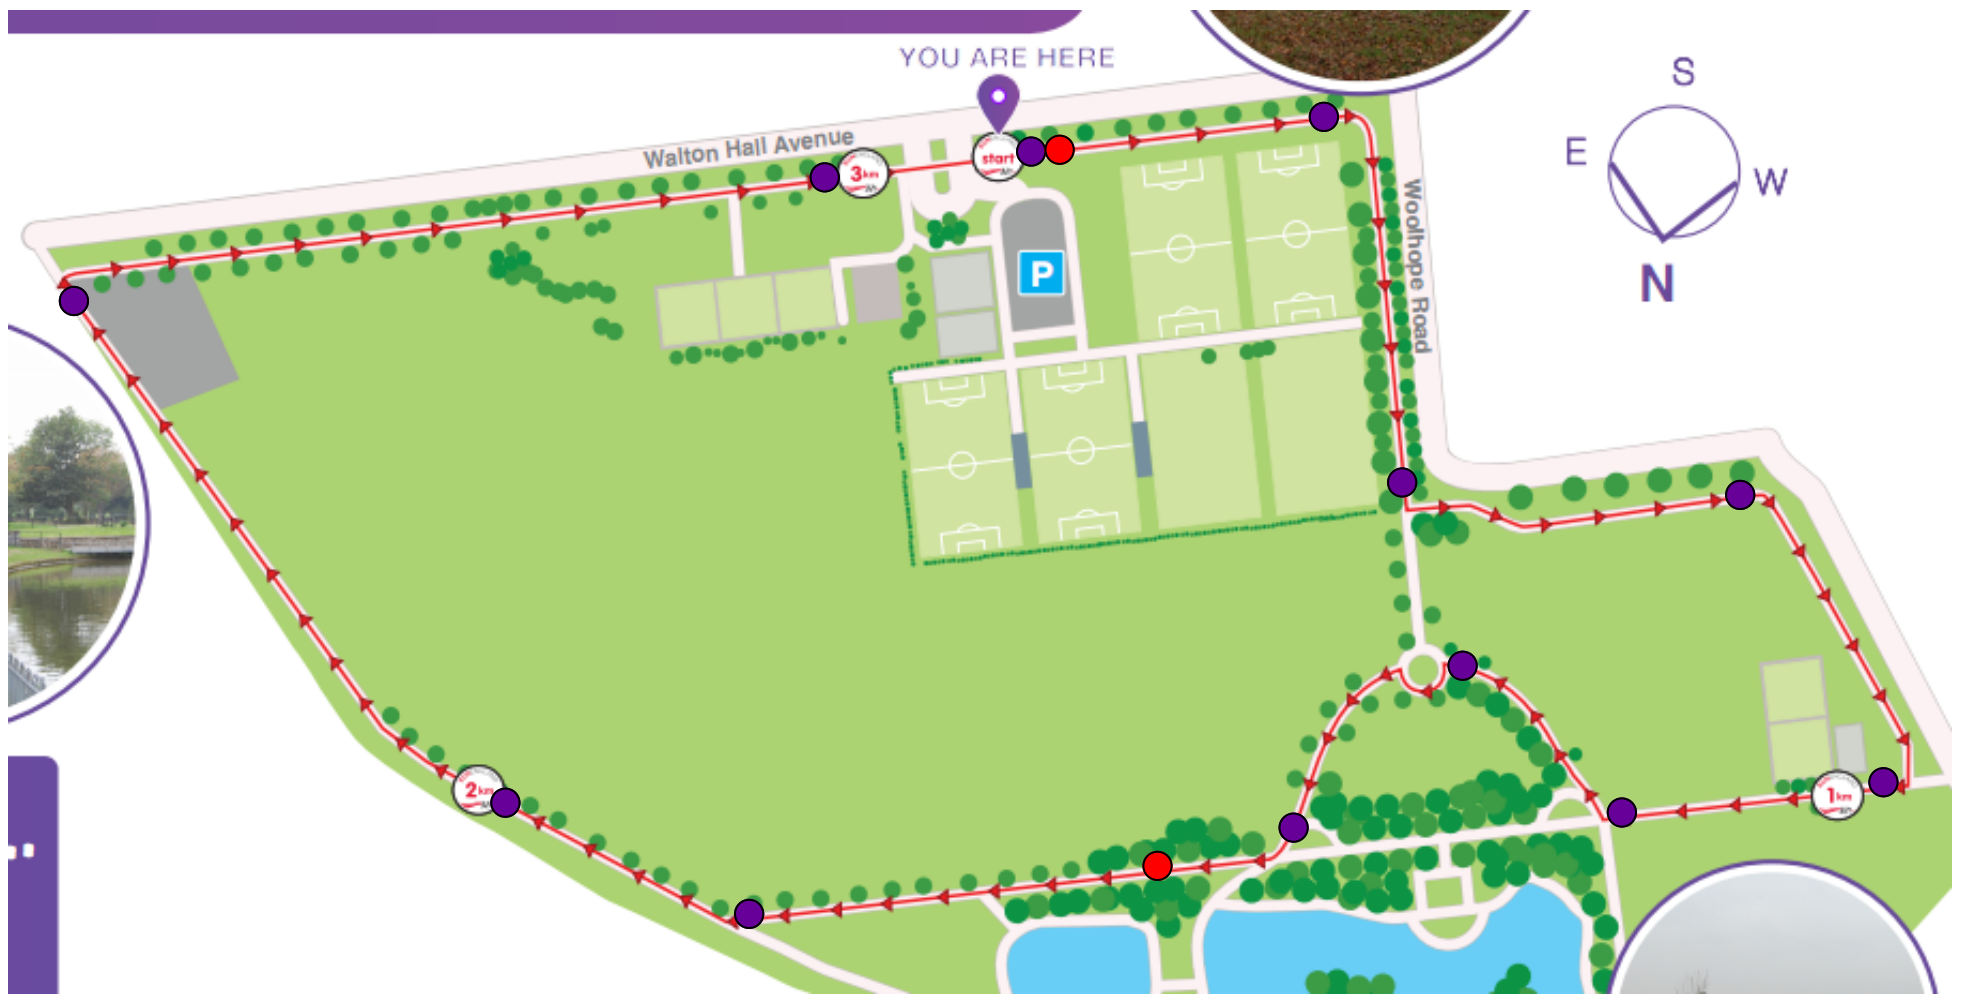 YOU ARE HERE
S
E
W
N
Walton Hall Avenue
3km
start
Woolhope Road
P
2km
1km